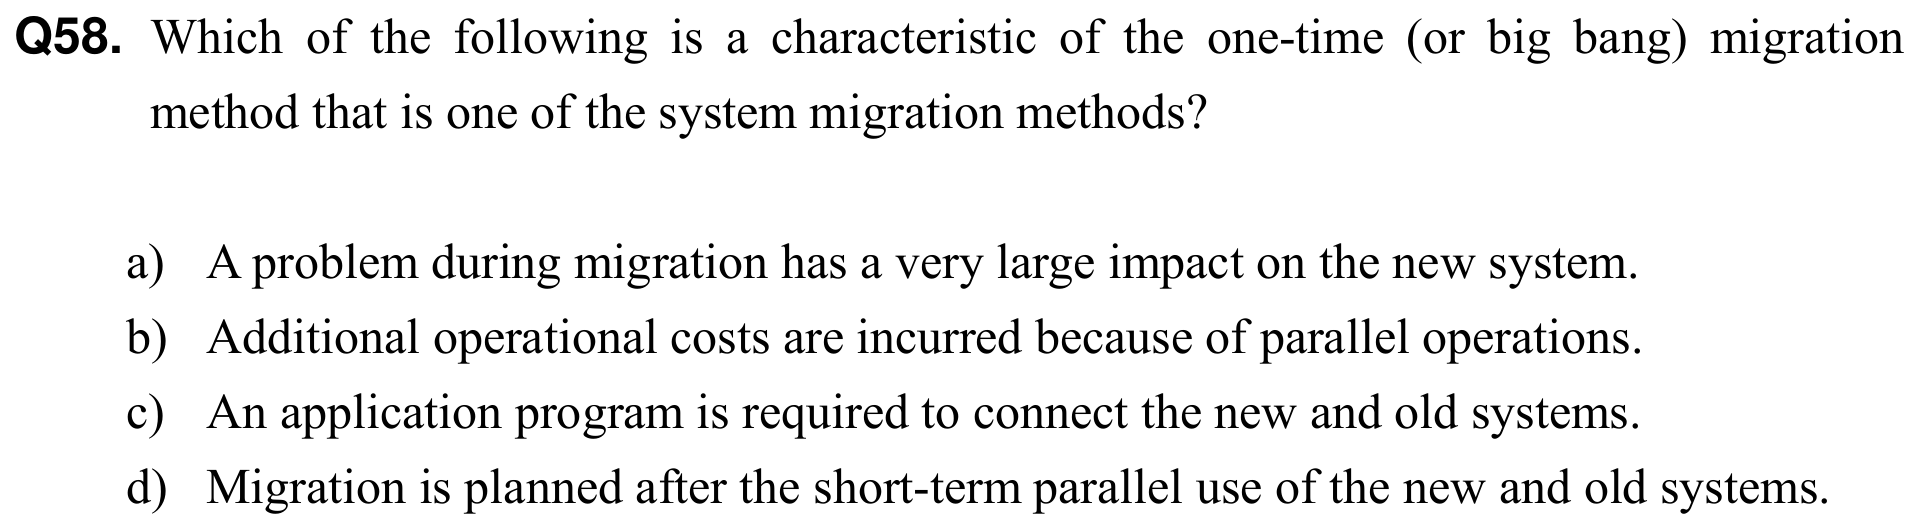 Q58. Which of the following is a characteristic of the one-time (or big bang) migration
method that is one of the system migration methods?
a) A problem during migration has a very large impact on the new system.
b) Additional operational costs are incurred because of parallel operations.
c) An application program is required to connect the new and old systems.
d) Migration is planned after the short-term parallel use of the new and old systems.